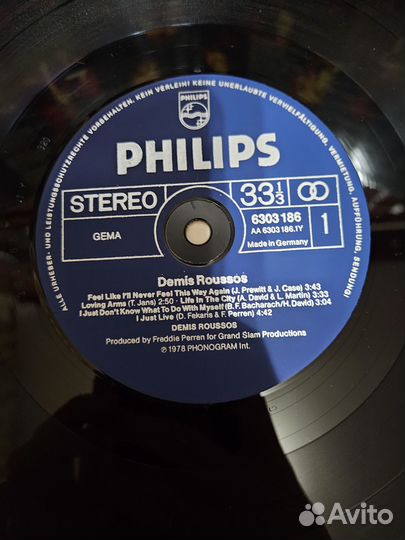 ALLE URHEBER- UND LEISTUNGSSCHUTZRECHTE VORBEHALTEN. KEIN VERLEIH! KEINE UNERLAUBTE VERVIELFÄLTIGUNG, VERMIETUNG, AUFFÜHRUNG, SENDUNG!
PHILIPS
PHILIPS
STEREO
33 1/3
GEMA
6303 186
AA 6303 186.1Y
Made in Germany
1
Demis Roussos
Feel Like I'll Never Feel This Way Again (J. Prewitt & J. Case) 3:43
Loving Arms (T. Jans) 2:50 · Life In The City (A. David & L. Martin) 3:33
I Just Don't Know What To Do With Myself (B.F. Bacharach/H. David) 3:04
I Just Live (D. Fekaris & F. Perren) 4:42
DEMIS ROUSSOS
Produced by Freddie Perran for Grand Slam Productions
℗ 1978 PHONOGRAM Int.
Avito